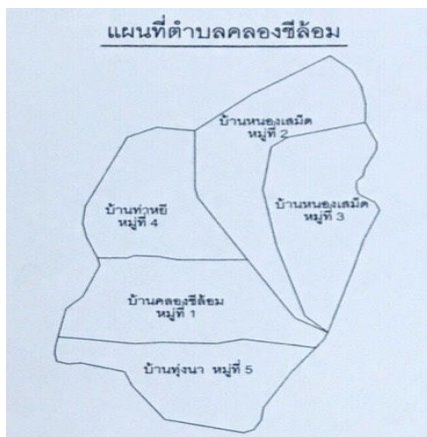 แผนที่ตำบลคลองชีล้อม
บ้านหนองเสม็ด
หมู่ที่ 2
บ้านท่าหยี
หมู่ที่ 4
บ้านหนองเสม็ด
หมู่ที่ 3
บ้านคลองชีล้อม
หมู่ที่ 1
บ้านทุ่งนา หมู่ที่ 5